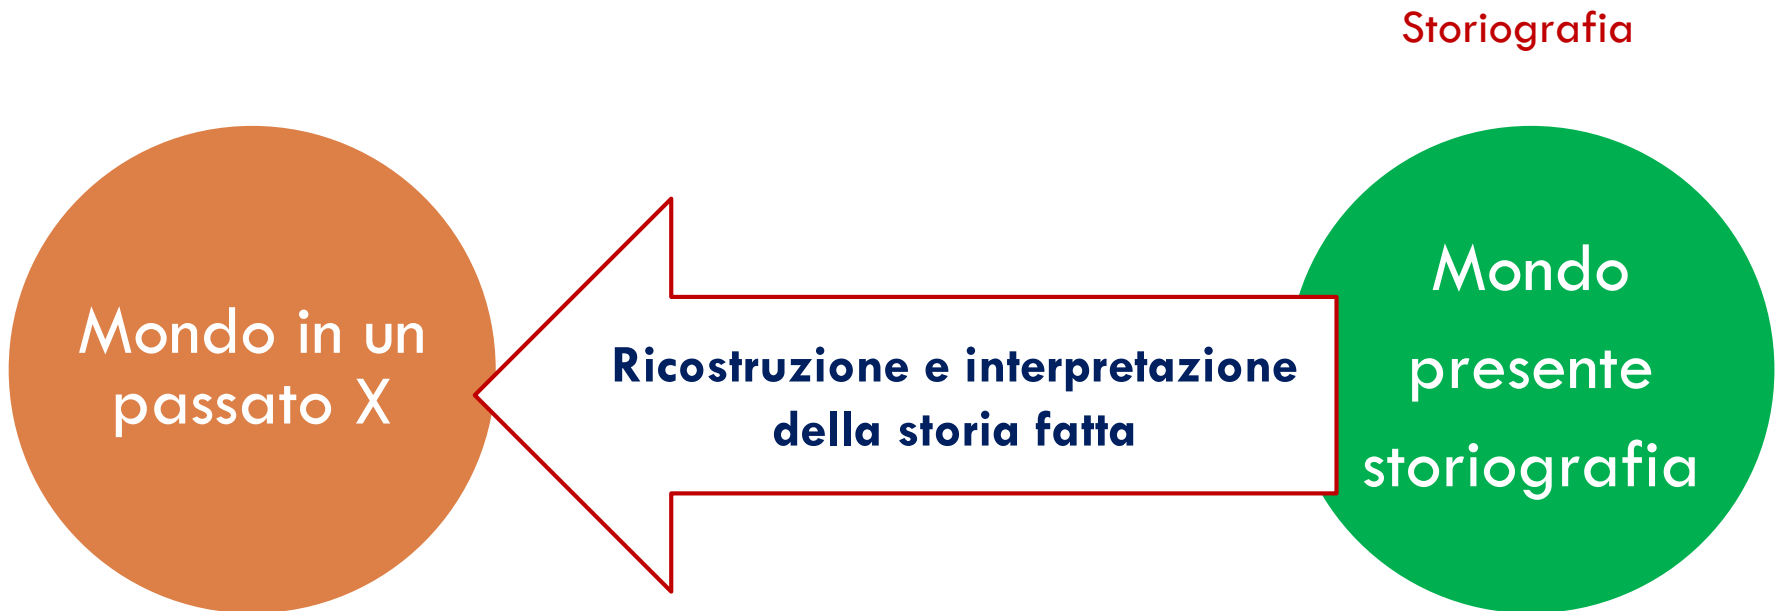 Storiografia
Mondo in un
passato X
Ricostruzione e interpretazione
della storia fatta
Mondo
presente
storiografia